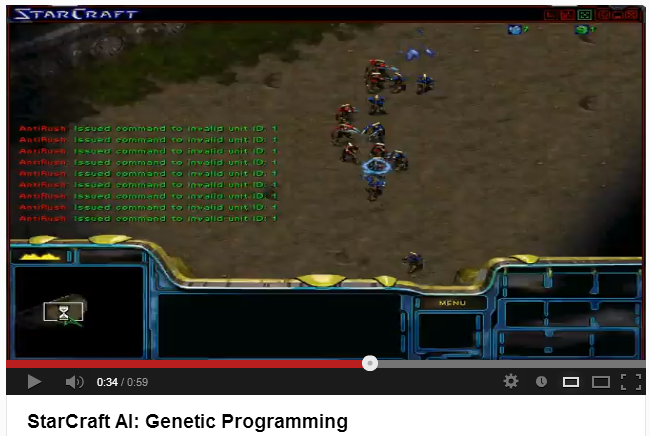 STARCRAFT
AntiRush: Issued command to invalid unit ID: 1
AntiRush: Issued command to invalid unit ID: 1
AntiRush: Issued command to invalid unit ID: 1
AntiRush: Issued command to invalid unit ID: 1
AntiRush: Issued command to invalid unit ID: 1
AntiRush: Issued command to invalid unit ID: 1
AntiRush: Issued command to invalid unit ID: 1
AntiRush: Issued command to invalid unit ID: 1
AntiRush: Issued command to invalid unit ID: 1
MENU
0:34 / 0:59
StarCraft AI: Genetic Programming